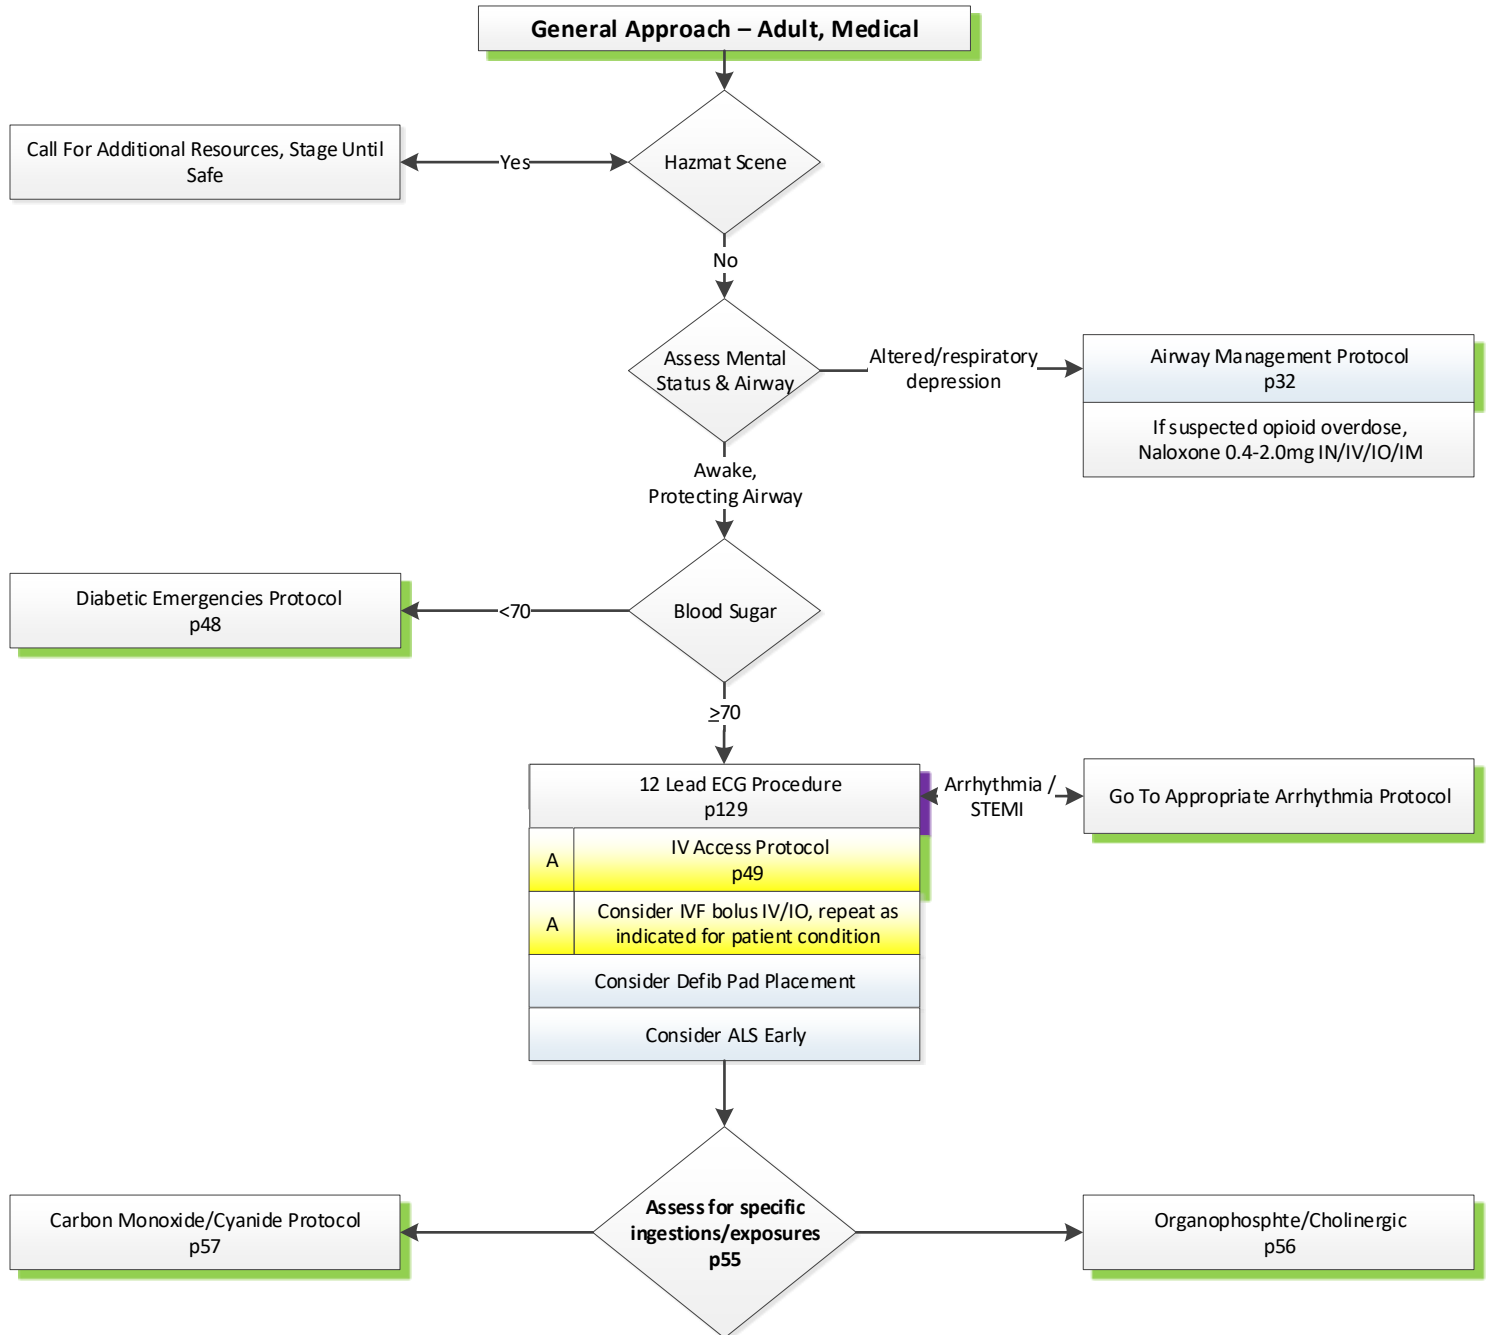 General Approach – Adult, Medical
Call For Additional Resources, Stage Until
Safe
Yes
Hazmat Scene
No
Assess Mental
Status & Airway
Altered/respiratory
depression
Airway Management Protocol
p32
If suspected opioid overdose,
Naloxone 0.4-2.0mg IN/IV/IO/IM
Awake,
Protecting Airway
Diabetic Emergencies Protocol
p48
<70
Blood Sugar
≥70
12 Lead ECG Procedure
p129
Arrhythmia /
STEMI
Go To Appropriate Arrhythmia Protocol
A
IV Access Protocol
p49
A
Consider IVF bolus IV/IO, repeat as
indicated for patient condition
Consider Defib Pad Placement
Consider ALS Early
Carbon Monoxide/Cyanide Protocol
p57
Assess for specific
ingestions/exposures
p55
Organophosphte/Cholinergic
p56